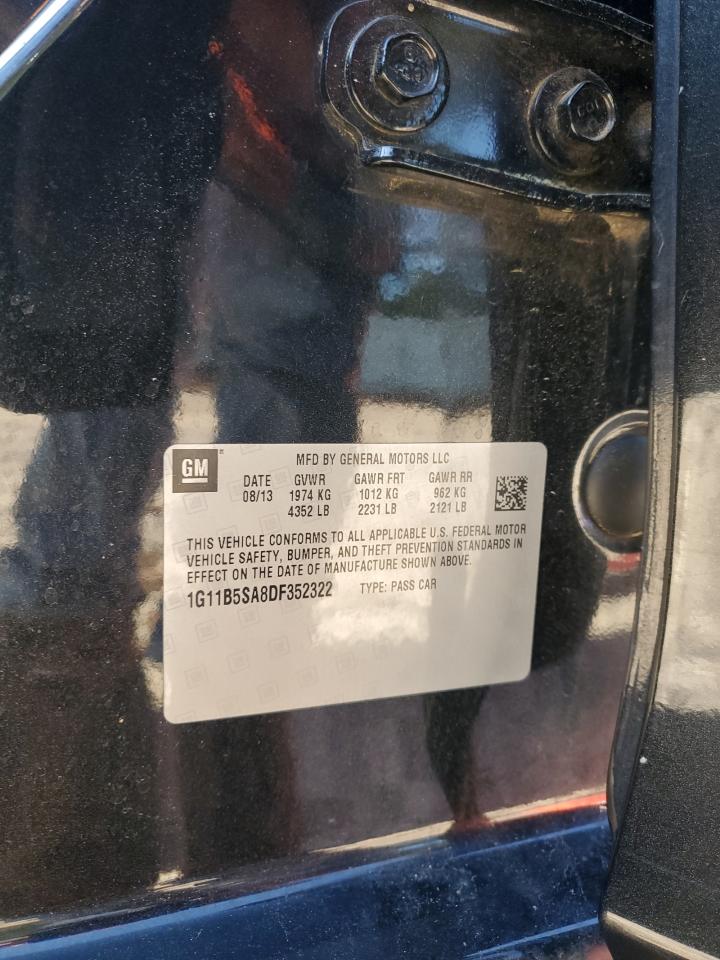 GM
MFD BY GENERAL MOTORS LLC
DATE GVWR GAWR FRT GAWR RR
08/13 1974 KG 1012 KG 962 KG
4352 LB 2231 LB 2121 LB
THIS VEHICLE CONFORMS TO ALL APPLICABLE U.S. FEDERAL MOTOR
VEHICLE SAFETY, BUMPER, AND THEFT PREVENTION STANDARDS IN
EFFECT ON THE DATE OF MANUFACTURE SHOWN ABOVE.
1G11B5SA8DF352322 TYPE: PASS CAR